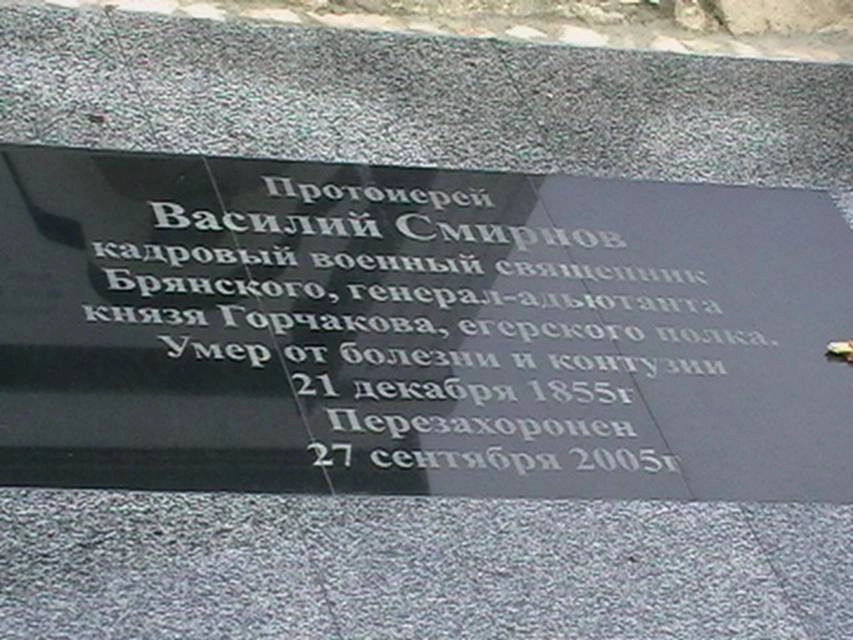 Протоиерей
Василий Смирнов
кадровый военный священник
Брянского, генерал-адьютанта
князя Горчакова, егерского полка.
Умер от болезни и контузии
21 декабря 1855г
Перезахоронен
27 сентября 2005г